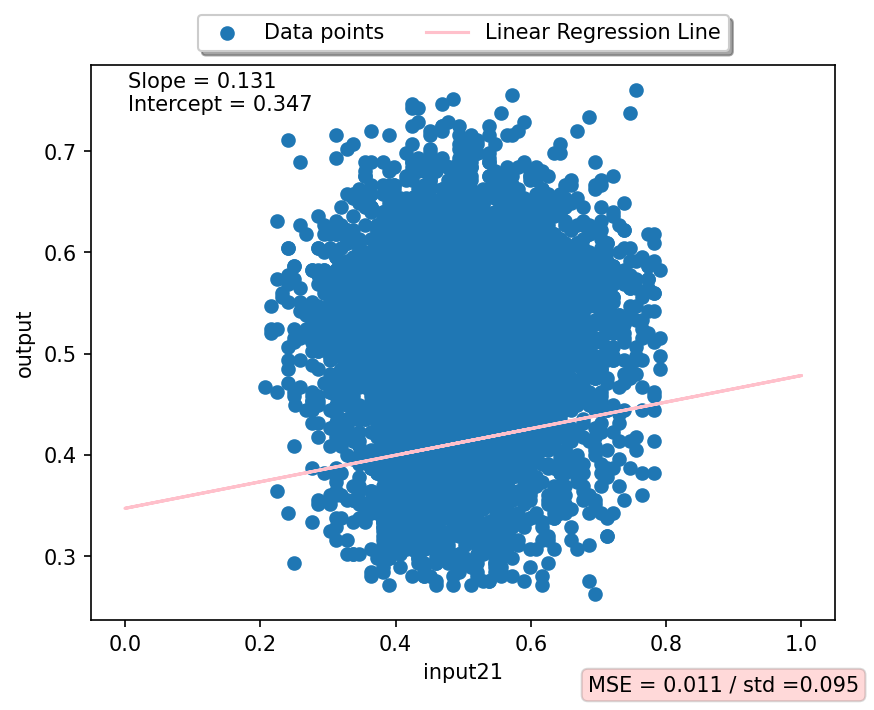 Data points
Linear Regression Line
Slope = 0.131
Intercept = 0.347
0.7
0.6
0.5
0.4
0.3
output
0.0
0.2
0.4
0.6
0.8
1.0
input21
MSE = 0.011 / std =0.095